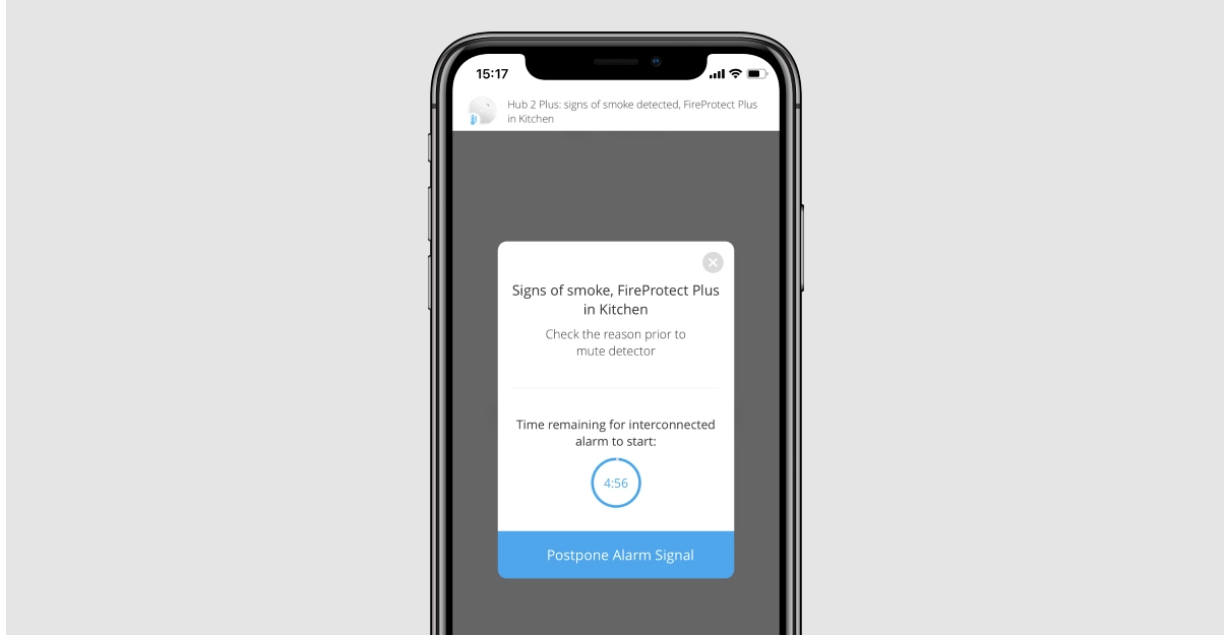 15:17
Hub 2 Plus: signs of smoke detected, FireProtect Plus
in Kitchen
Signs of smoke, FireProtect Plus
in Kitchen
Check the reason prior to
mute detector
Time remaining for interconnected
alarm to start:
4:56
Postpone Alarm Signal